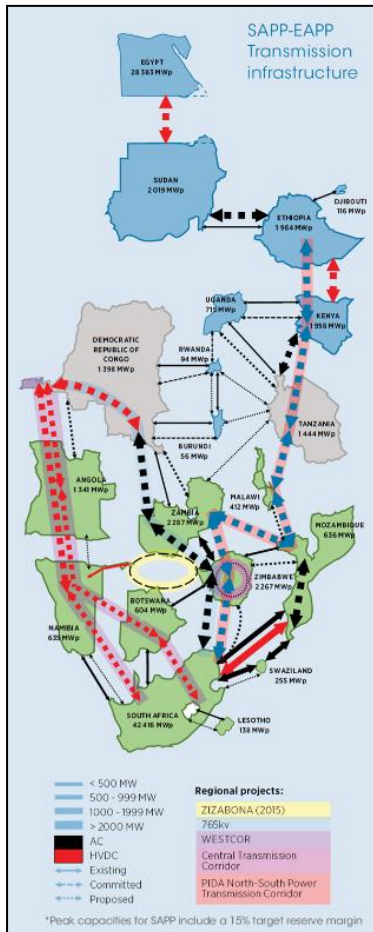 SAPP-EAPP
Transmission
infrastructure
EGYPT
28 363 MWp
SUDAN
2 019 MWp
DJIBOUTI
116 MWp
ETHIOPIA
1 964 MWp
UGANDA
715 MWp
KENYA
1 958 MWp
DEMOCRATIC
REPUBLIC OF
CONGO
1 398 MWp
RWANDA
94 MWp
TANZANIA
1 444 MWp
BURUNDI
56 MWp
ANGOLA
1 341 MWp
MALAWI
412 MWp
ZAMBIA
2 287 MWp
MOZAMBIQUE
636 MWp
ZIMBABWE
2 267 MWp
BOTSWANA
604 MWp
NAMIBIA
635 MWp
SWAZILAND
255 MWp
SOUTH AFRICA
42 416 MWp
LESOTHO
138 MWp
< 500 MW
500 - 999 MW
1000 - 1999 MW
> 2000 MW
AC
HVDC
Existing
Committed
Proposed
Regional projects:
ZIZABONA (2015)
765kv
WESTCOR
Central Transmission
Corridor
PIDA North-South Power
Transmission Corridor
*Peak capacities for SAPP include a 15% target reserve margin